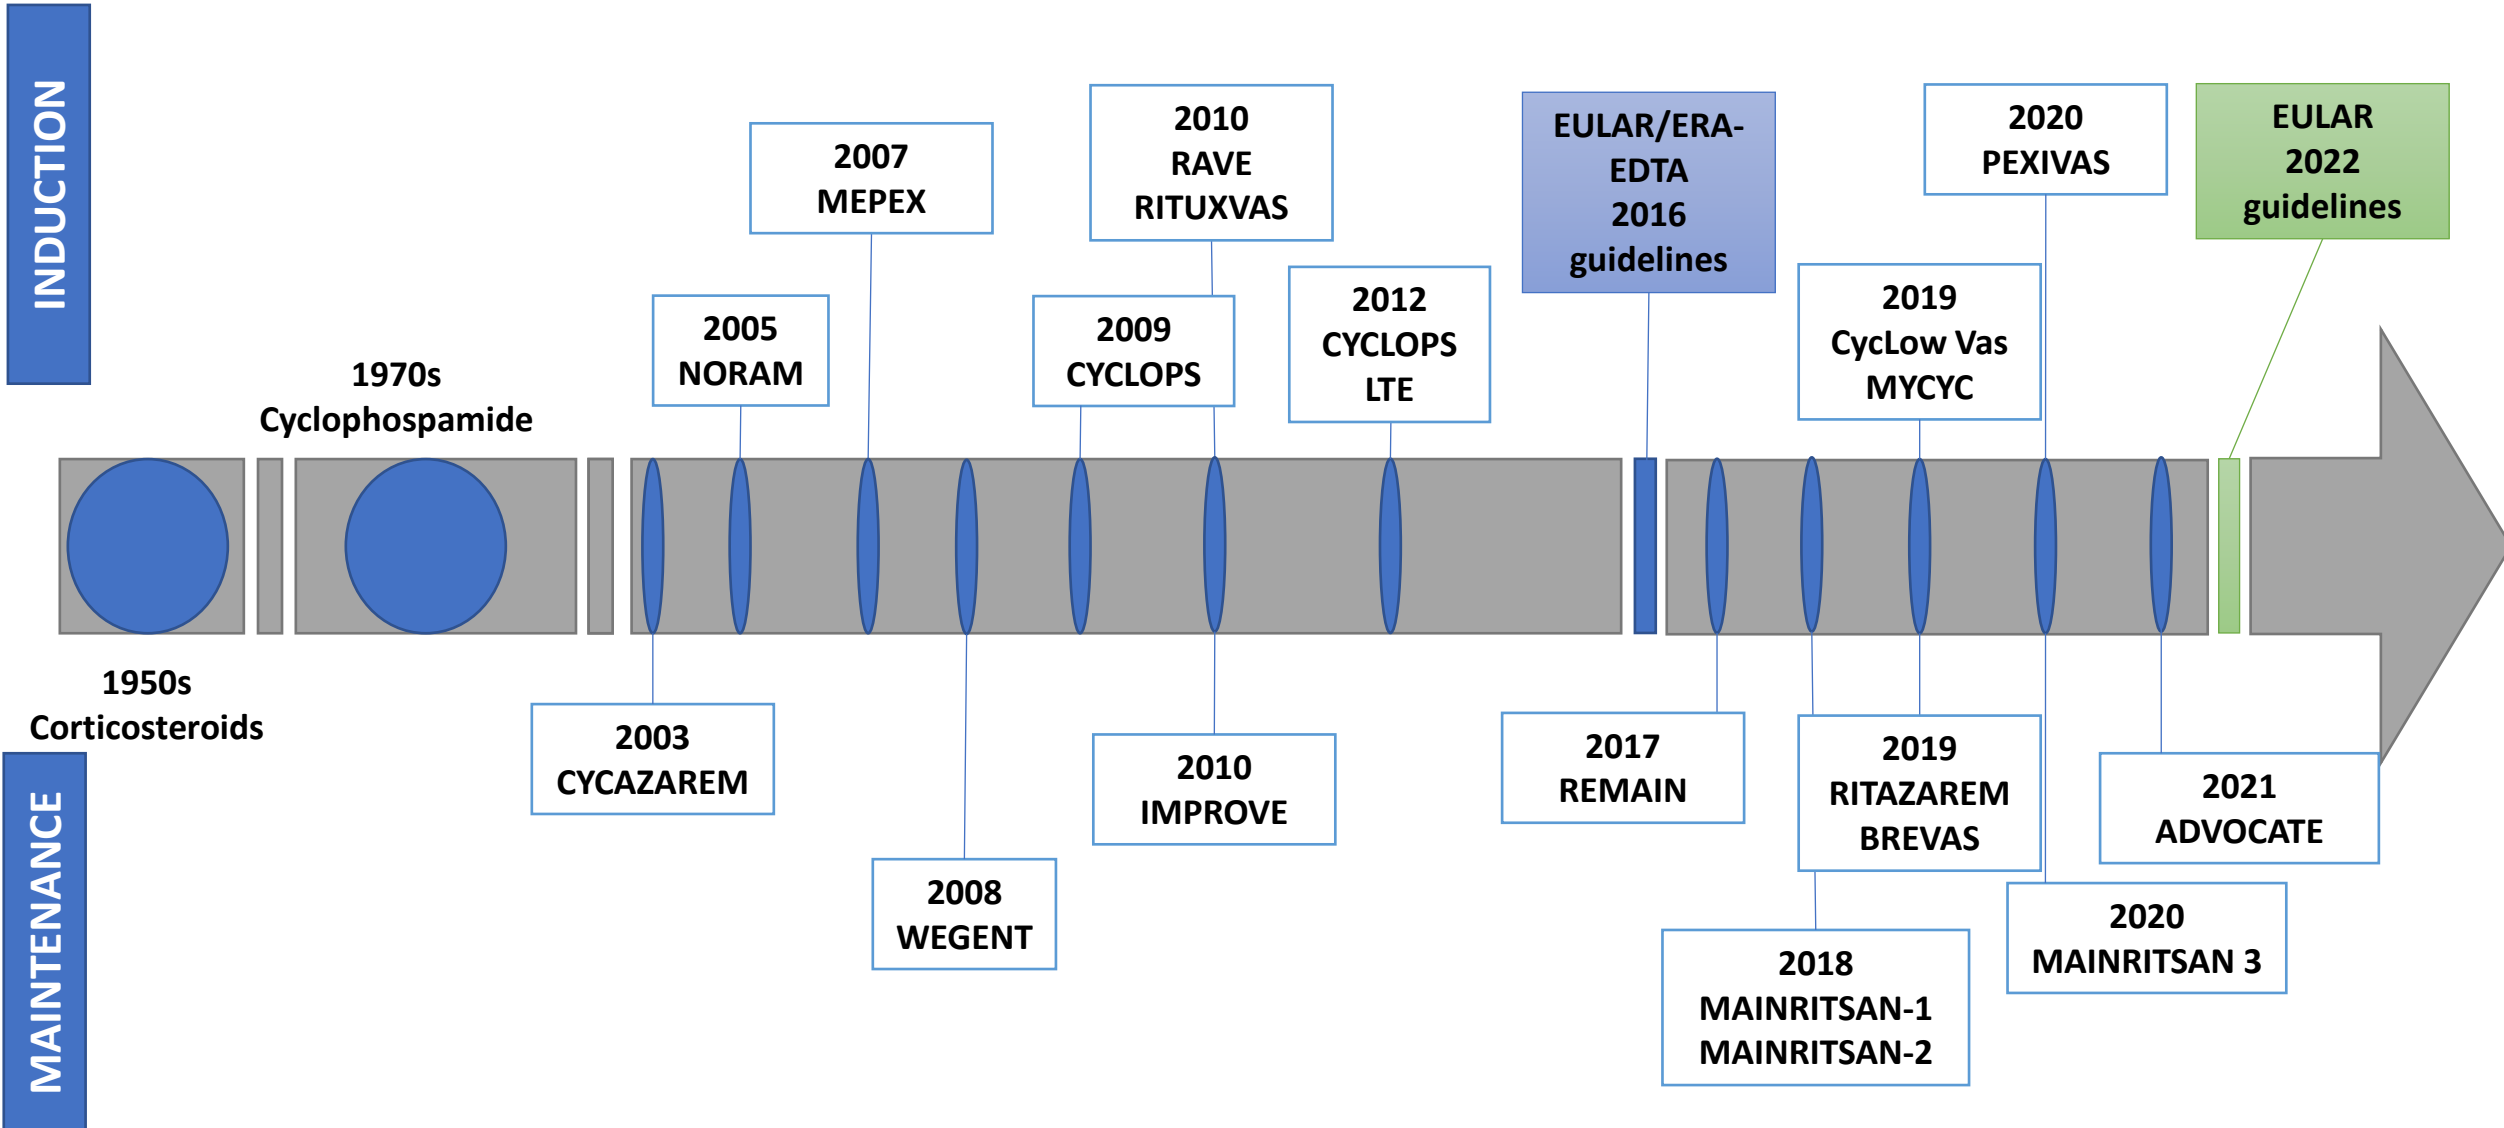 INDUCTION
2007
MEPEX
2010
RAVE
RITUXVAS
EULAR/ERA-
EDTA
2016
guidelines
2020
PEXIVAS
EULAR
2022
guidelines
2005
NORAM
2009
CYCLOPS
2012
CYCLOPS
LTE
2019
CycLow Vas
MYCYC
1970s
Cyclophospamide
1950s
Corticosteroids
MAINTENANCE
2003
CYCAZAREM
2008
WEGENT
2010
IMPROVE
2017
REMAIN
2019
RITAZAREM
BREVAS
2021
ADVOCATE
2018
MAINRITSAN-1
MAINRITSAN-2
2020
MAINRITSAN 3